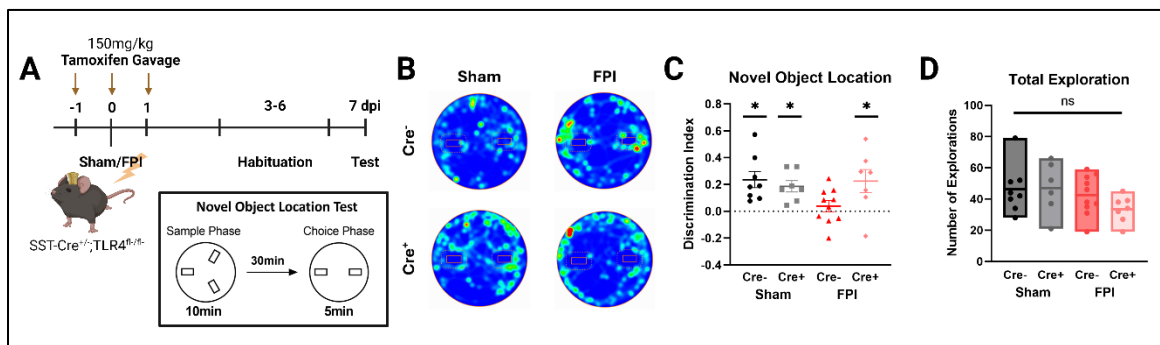 A
150mg/kg
Tamoxifen Gavage
-1 0 1 3-6 7 dpi
Sham/FPI Habituation Test
SST-Cre+/-;TLR4fl/fl-
Novel Object Location Test
Sample Phase Choice Phase
30min
10min 5min
B
Sham FPI
Cre-
Cre+
C
Novel Object Location
Discrimination Index
0.8
0.6
0.4
0.2
0.0
-0.2
-0.4
* * *
Cre- Cre+ Cre- Cre+
Sham FPI
D
Total Exploration
ns
Number of Explorations
100
80
60
40
20
0
Cre- Cre+ Cre- Cre+
Sham FPI